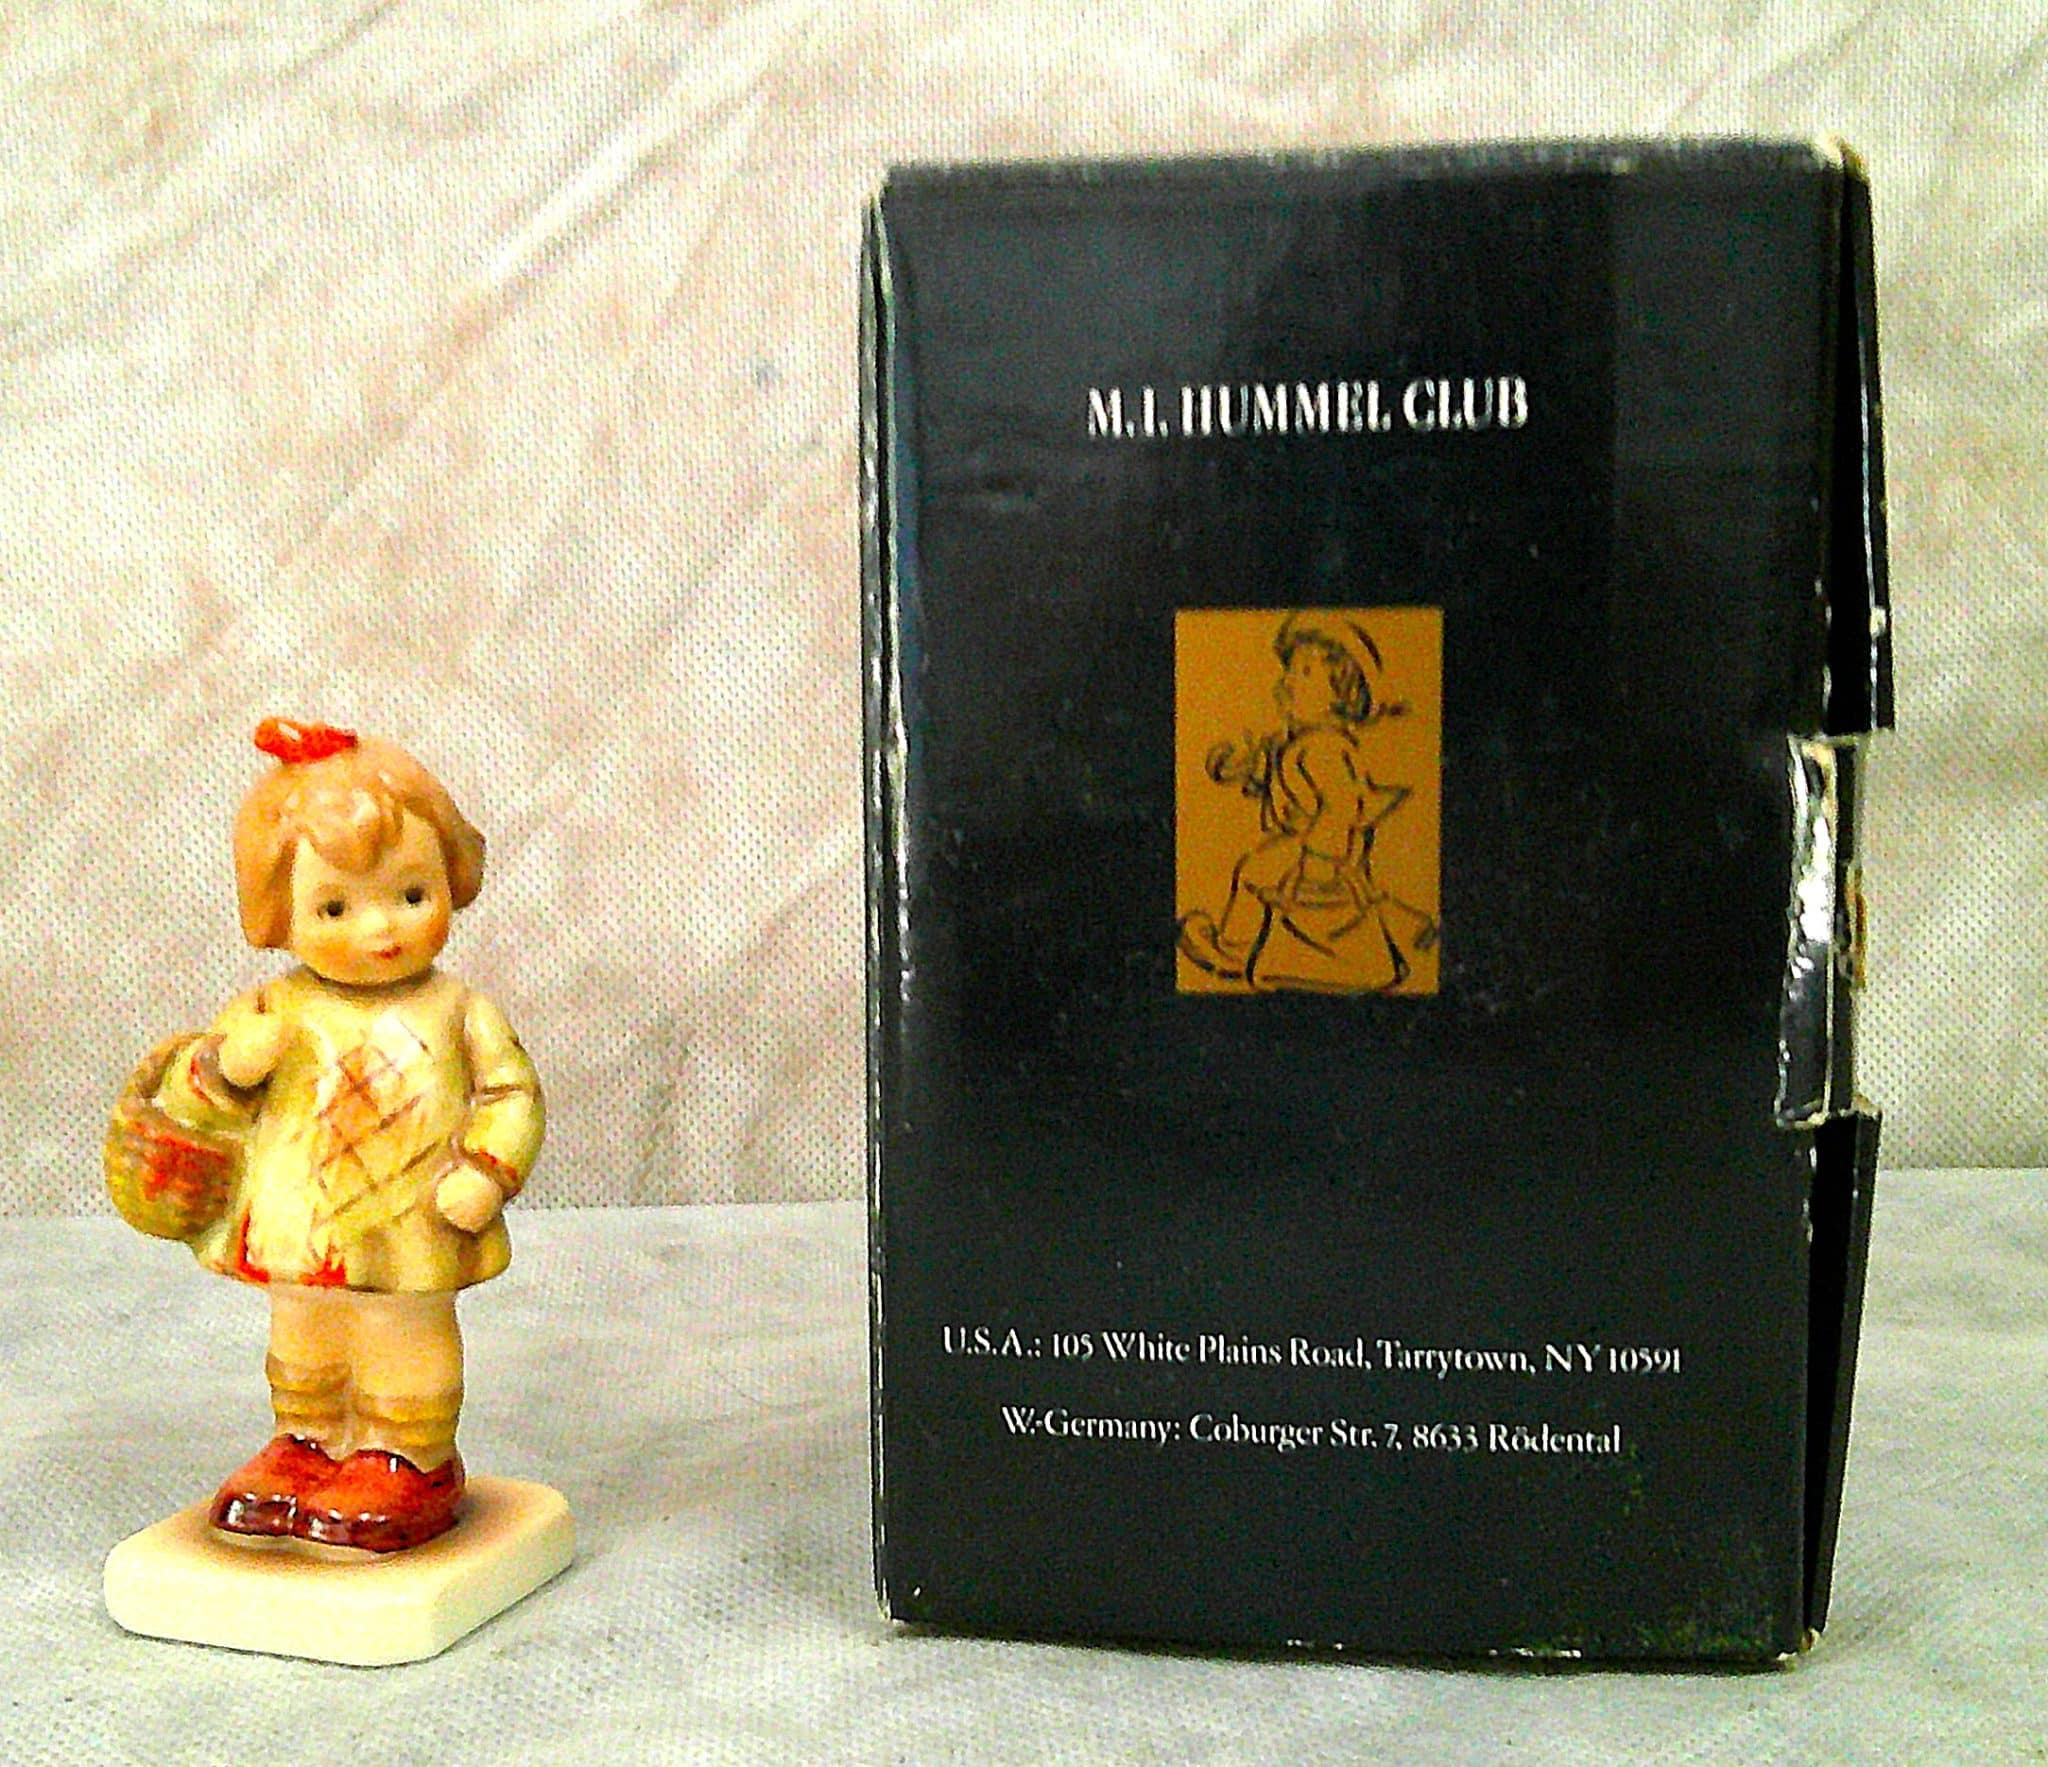 M.I. HUMMEL CLUB
U.S.A.: 105 White Plains Road, Tarrytown, NY 10591
W.-Germany: Coburger Str. 7, 8633 Rödental